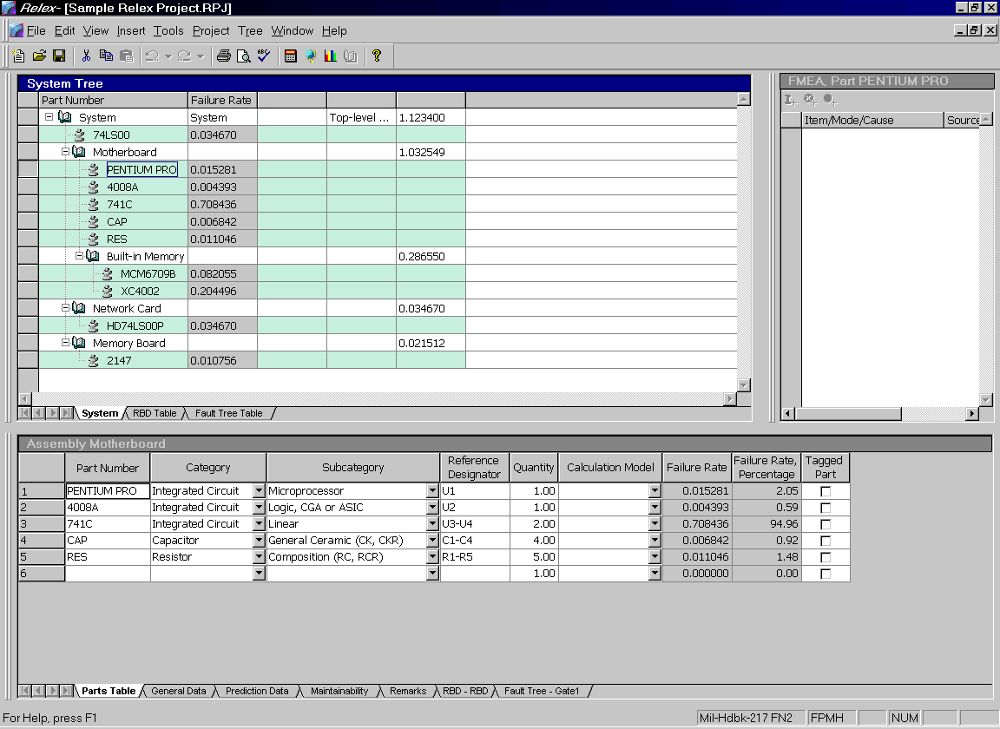 Relex- [Sample Relex Project.RPJ]
File Edit View Insert Tools Project Tree Window Help
System Tree
Part Number Failure Rate
System System Top-level ... 1.123400
74LS00 0.034670
Motherboard 1.032549
PENTIUM PRO 0.015281
4008A 0.004393
741C 0.708436
CAP 0.006842
RES 0.011046
Built-in Memory 0.286550
MCM6709B 0.082055
XC4002 0.204496
Network Card 0.034670
HD74LS00P 0.034670
Memory Board 0.021512
2147 0.010756
System RBD Table Fault Tree Table
FMEA, Part PENTIUM PRO
Item/Mode/Cause Source
Assembly Motherboard
Part Number Category Subcategory Reference Designator Quantity Calculation Model Failure Rate Failure Rate, Percentage Tagged Part
1 PENTIUM PRO Integrated Circuit Microprocessor U1 1.00 0.015281 2.05
2 4008A Integrated Circuit Logic, CGA or ASIC U2 1.00 0.004393 0.59
3 741C Integrated Circuit Linear U3-U4 2.00 0.708436 94.96
4 CAP Capacitor General Ceramic (CK, CKR) C1-C4 4.00 0.006842 0.92
5 RES Resistor Composition (RC, RCR) R1-R5 5.00 0.011046 1.48
6 1.00 0.000000 0.00
Parts Table General Data Prediction Data Maintainability Remarks RBD - RBD Fault Tree - Gate1
For Help, press F1 Mil-Hdbk-217 FN2 FPMH NUM